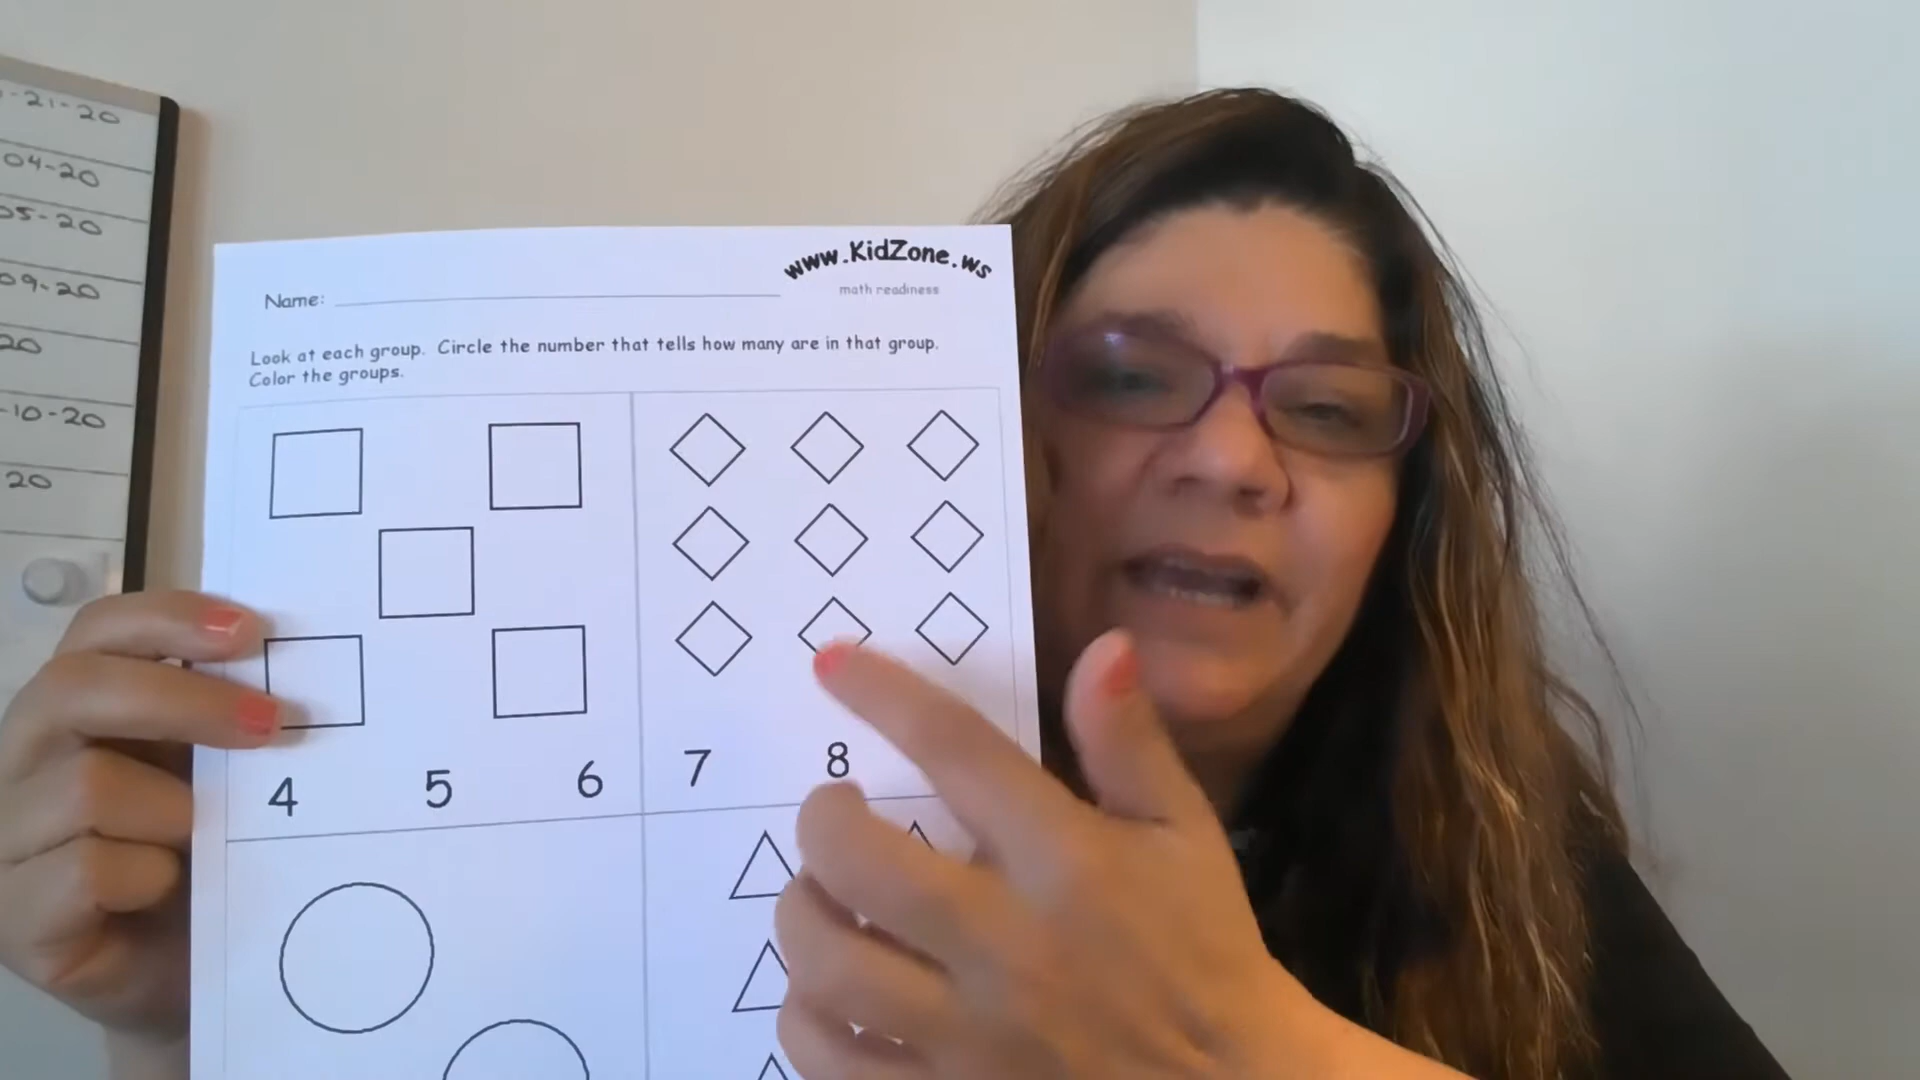 -21-20
04-20
05-20
09-20
20
-10-20
20
www.KidZone.ws
math readiness
Name:
Look at each group. Circle the number that tells how many are in that group.
Color the groups.
4 5 6
7 8